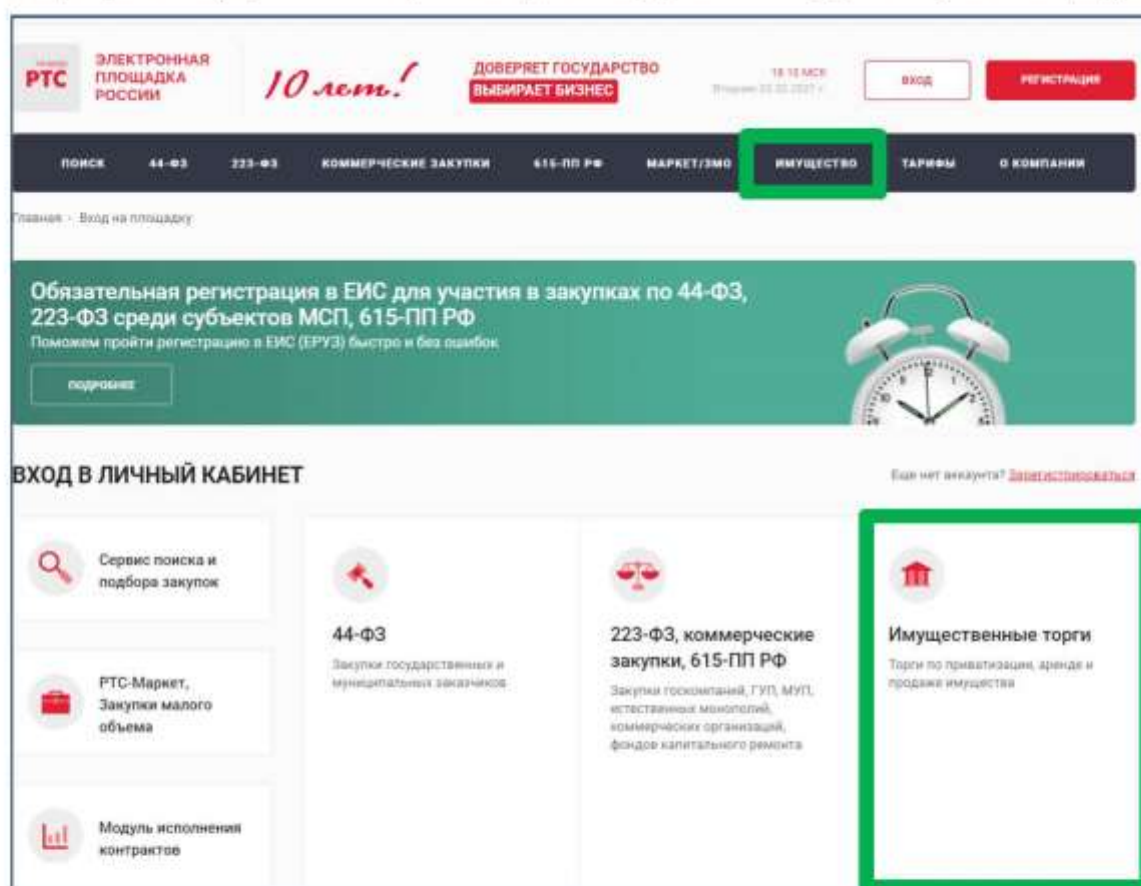 РТС
ЭЛЕКТРОННАЯ
ПЛОЩАДКА
РОССИИ
10 лет!
ДОВЕРЯЕТ ГОСУДАРСТВО
ВЫБИРАЕТ БИЗНЕС
ВХОД
РЕГИСТРАЦИЯ
ПОИСК 44-ФЗ 223-ФЗ КОММЕРЧЕСКИЕ ЗАКУПКИ 615-ПП РФ МАРКЕТ/ЗМО ИМУЩЕСТВО ТАРИФЫ О КОМПАНИИ
Главная - Вход на площадку
Обязательная регистрация в ЕИС для участия в закупках по 44-ФЗ,
223-ФЗ среди субъектов МСП, 615-ПП РФ
Поможем пройти регистрацию в ЕИС (ЕРУЗ) быстро и без ошибок
ПОДРОБНЕЕ
ВХОД В ЛИЧНЫЙ КАБИНЕТ
Еще нет аккаунта? Зарегистрироваться
Сервис поиска и
подбора закупок
РТС-Маркет,
Закупки малого
объема
Модуль исполнения
контрактов
44-ФЗ
Закупки государственных и
муниципальных заказчиков
223-ФЗ, коммерческие
закупки, 615-ПП РФ
Закупки госкомпаний, ГУП, МУП,
естественных монополий,
коммерческих организаций,
фондов капитального ремонта
Имущественные торги
Торги по приватизации, аренде и
продаже имущества